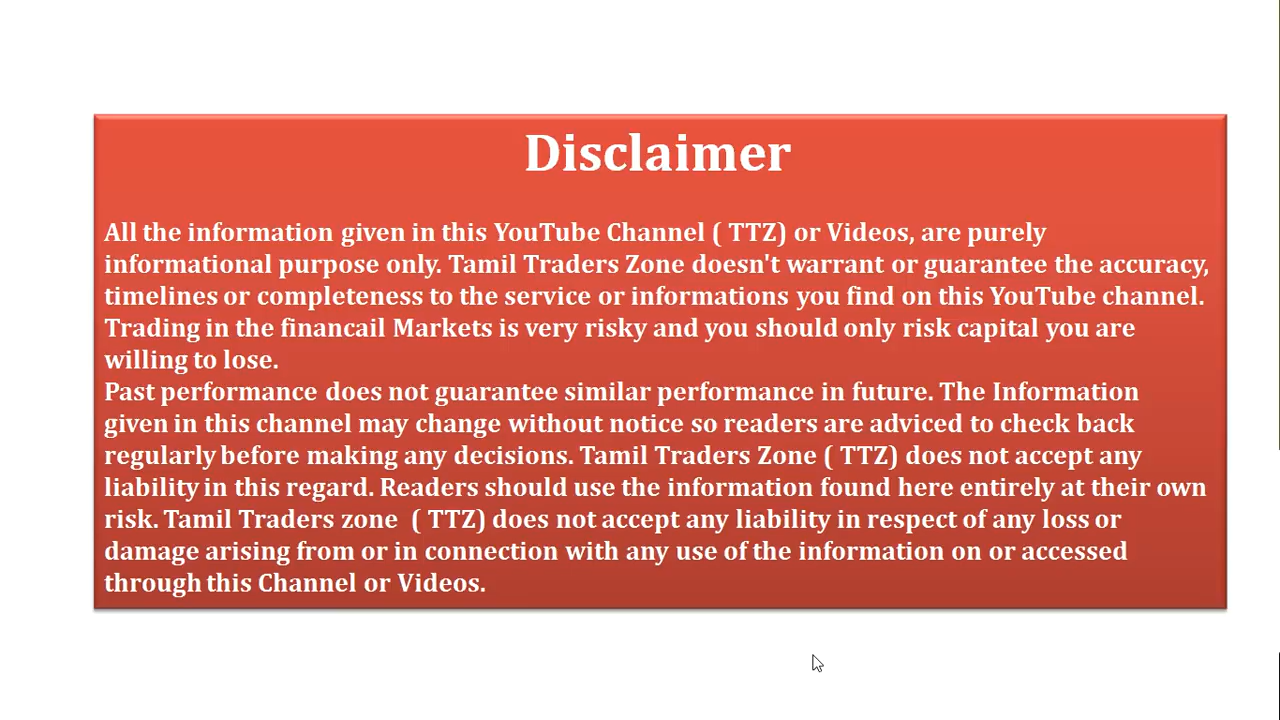 Disclaimer
All the information given in this YouTube Channel ( TTZ) or Videos, are purely
informational purpose only. Tamil Traders Zone doesn't warrant or guarantee the accuracy,
timelines or completeness to the service or informations you find on this YouTube channel.
Trading in the financail Markets is very risky and you should only risk capital you are
willing to lose.
Past performance does not guarantee similar performance in future. The Information
given in this channel may change without notice so readers are adviced to check back
regularly before making any decisions. Tamil Traders Zone ( TTZ) does not accept any
liability in this regard. Readers should use the information found here entirely at their own
risk. Tamil Traders zone  ( TTZ) does not accept any liability in respect of any loss or
damage arising from or in connection with any use of the information on or accessed
through this Channel or Videos.